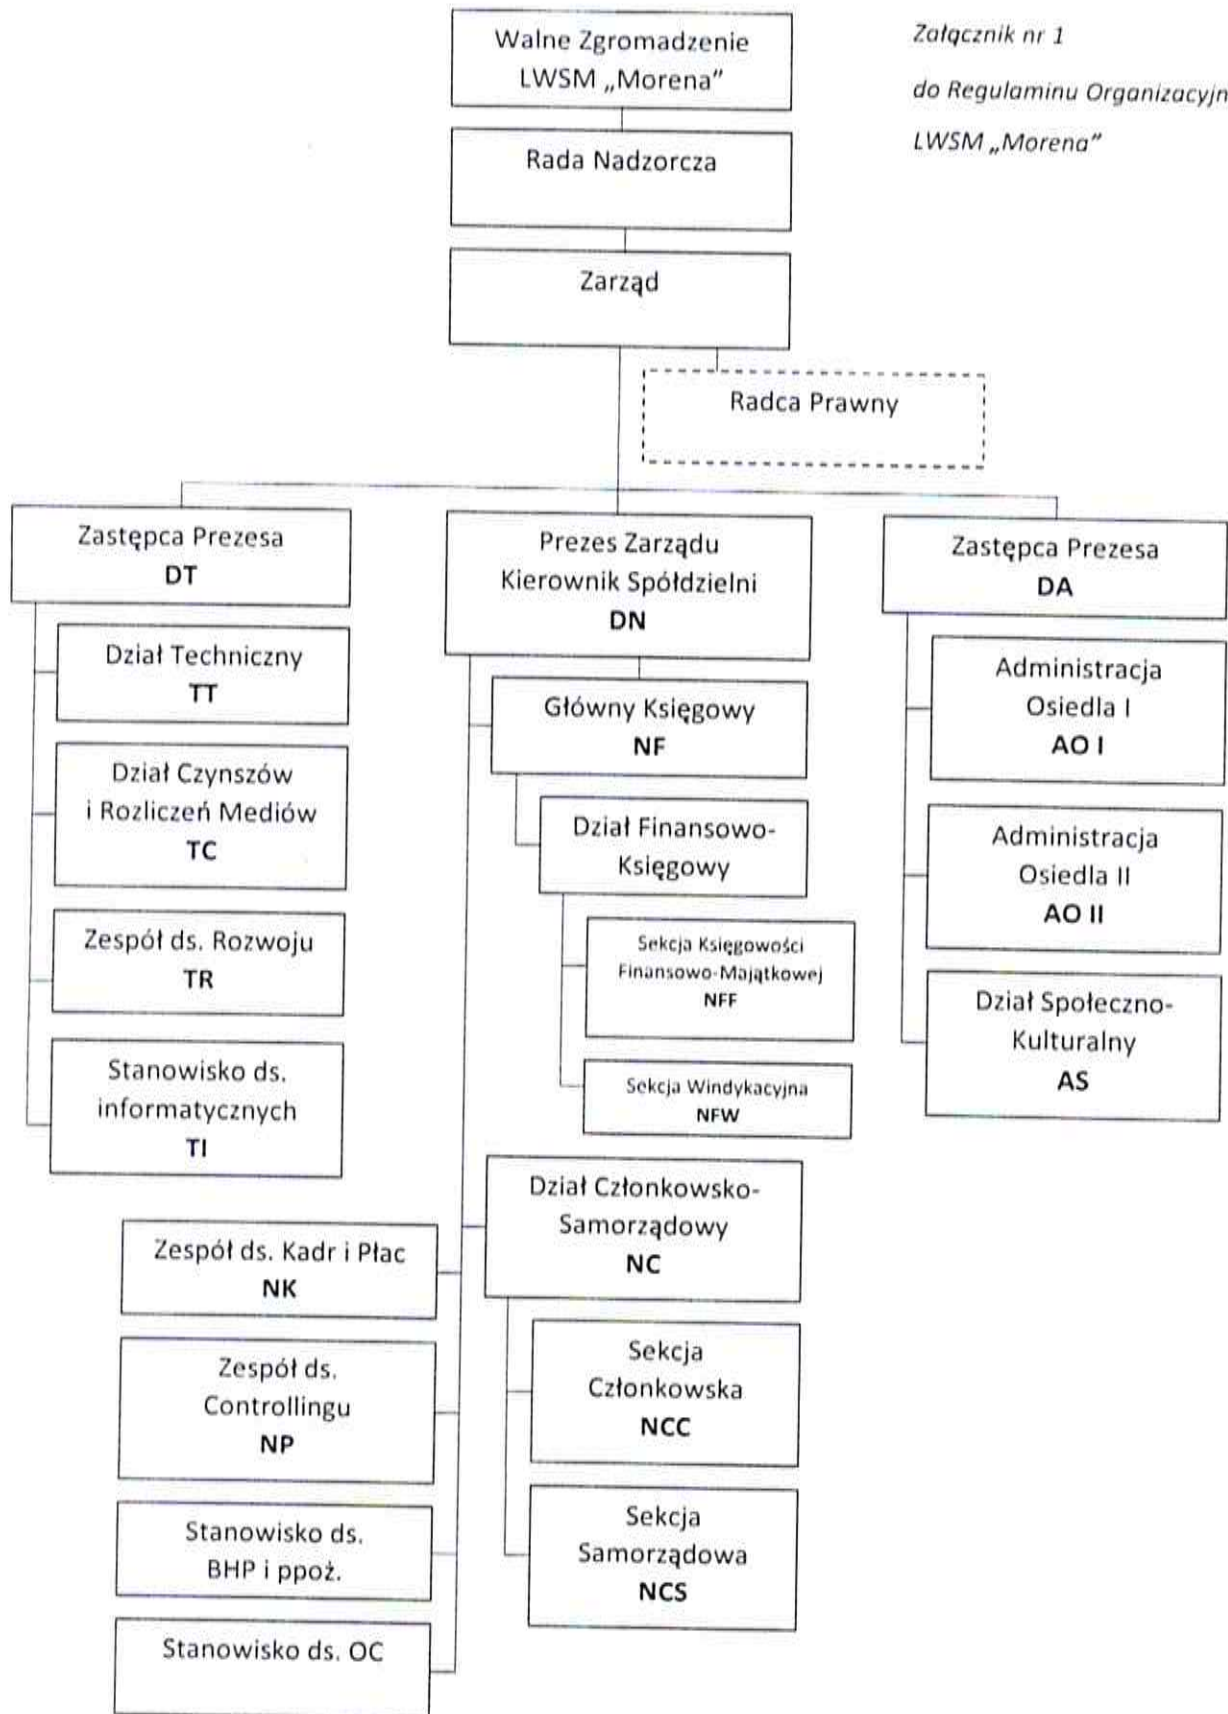 Walne Zgromadzenie
LWSM „Morena”
Załącznik nr 1
do Regulaminu Organizacyjn
LWSM „Morena”
Rada Nadzorcza
Zarząd
Radca Prawny
Zastępca Prezesa
DT
Dział Techniczny
TT
Dział Czynszów
i Rozliczeń Mediów
TC
Zespół ds. Rozwoju
TR
Stanowisko ds.
informatycznych
TI
Prezes Zarządu
Kierownik Spółdzielni
DN
Główny Księgowy
NF
Dział Finansowo-
Księgowy
Sekcja Księgowości
Finansowo-Majątkowej
NFF
Sekcja Windykacyjna
NFW
Dział Członkowsko-
Samorządowy
NC
Sekcja
Członkowska
NCC
Sekcja
Samorządowa
NCS
Zespół ds. Kadr i Płac
NK
Zespół ds.
Controllingu
NP
Stanowisko ds.
BHP i ppoż.
Stanowisko ds. OC
Zastępca Prezesa
DA
Administracja
Osiedla I
AO I
Administracja
Osiedla II
AO II
Dział Społeczno-
Kulturalny
AS